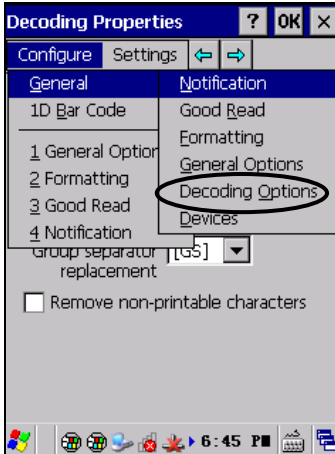 Decoding Properties ? OK ×
Configure Settings
General
1D Bar Code
1 General Option
2 Formatting
3 Good Read
4 Notification
Notification
Good Read
Formatting
General Options
Decoding Options
Devices
Group separator [GS]
replacement
Remove non-printable characters
6:45 PM